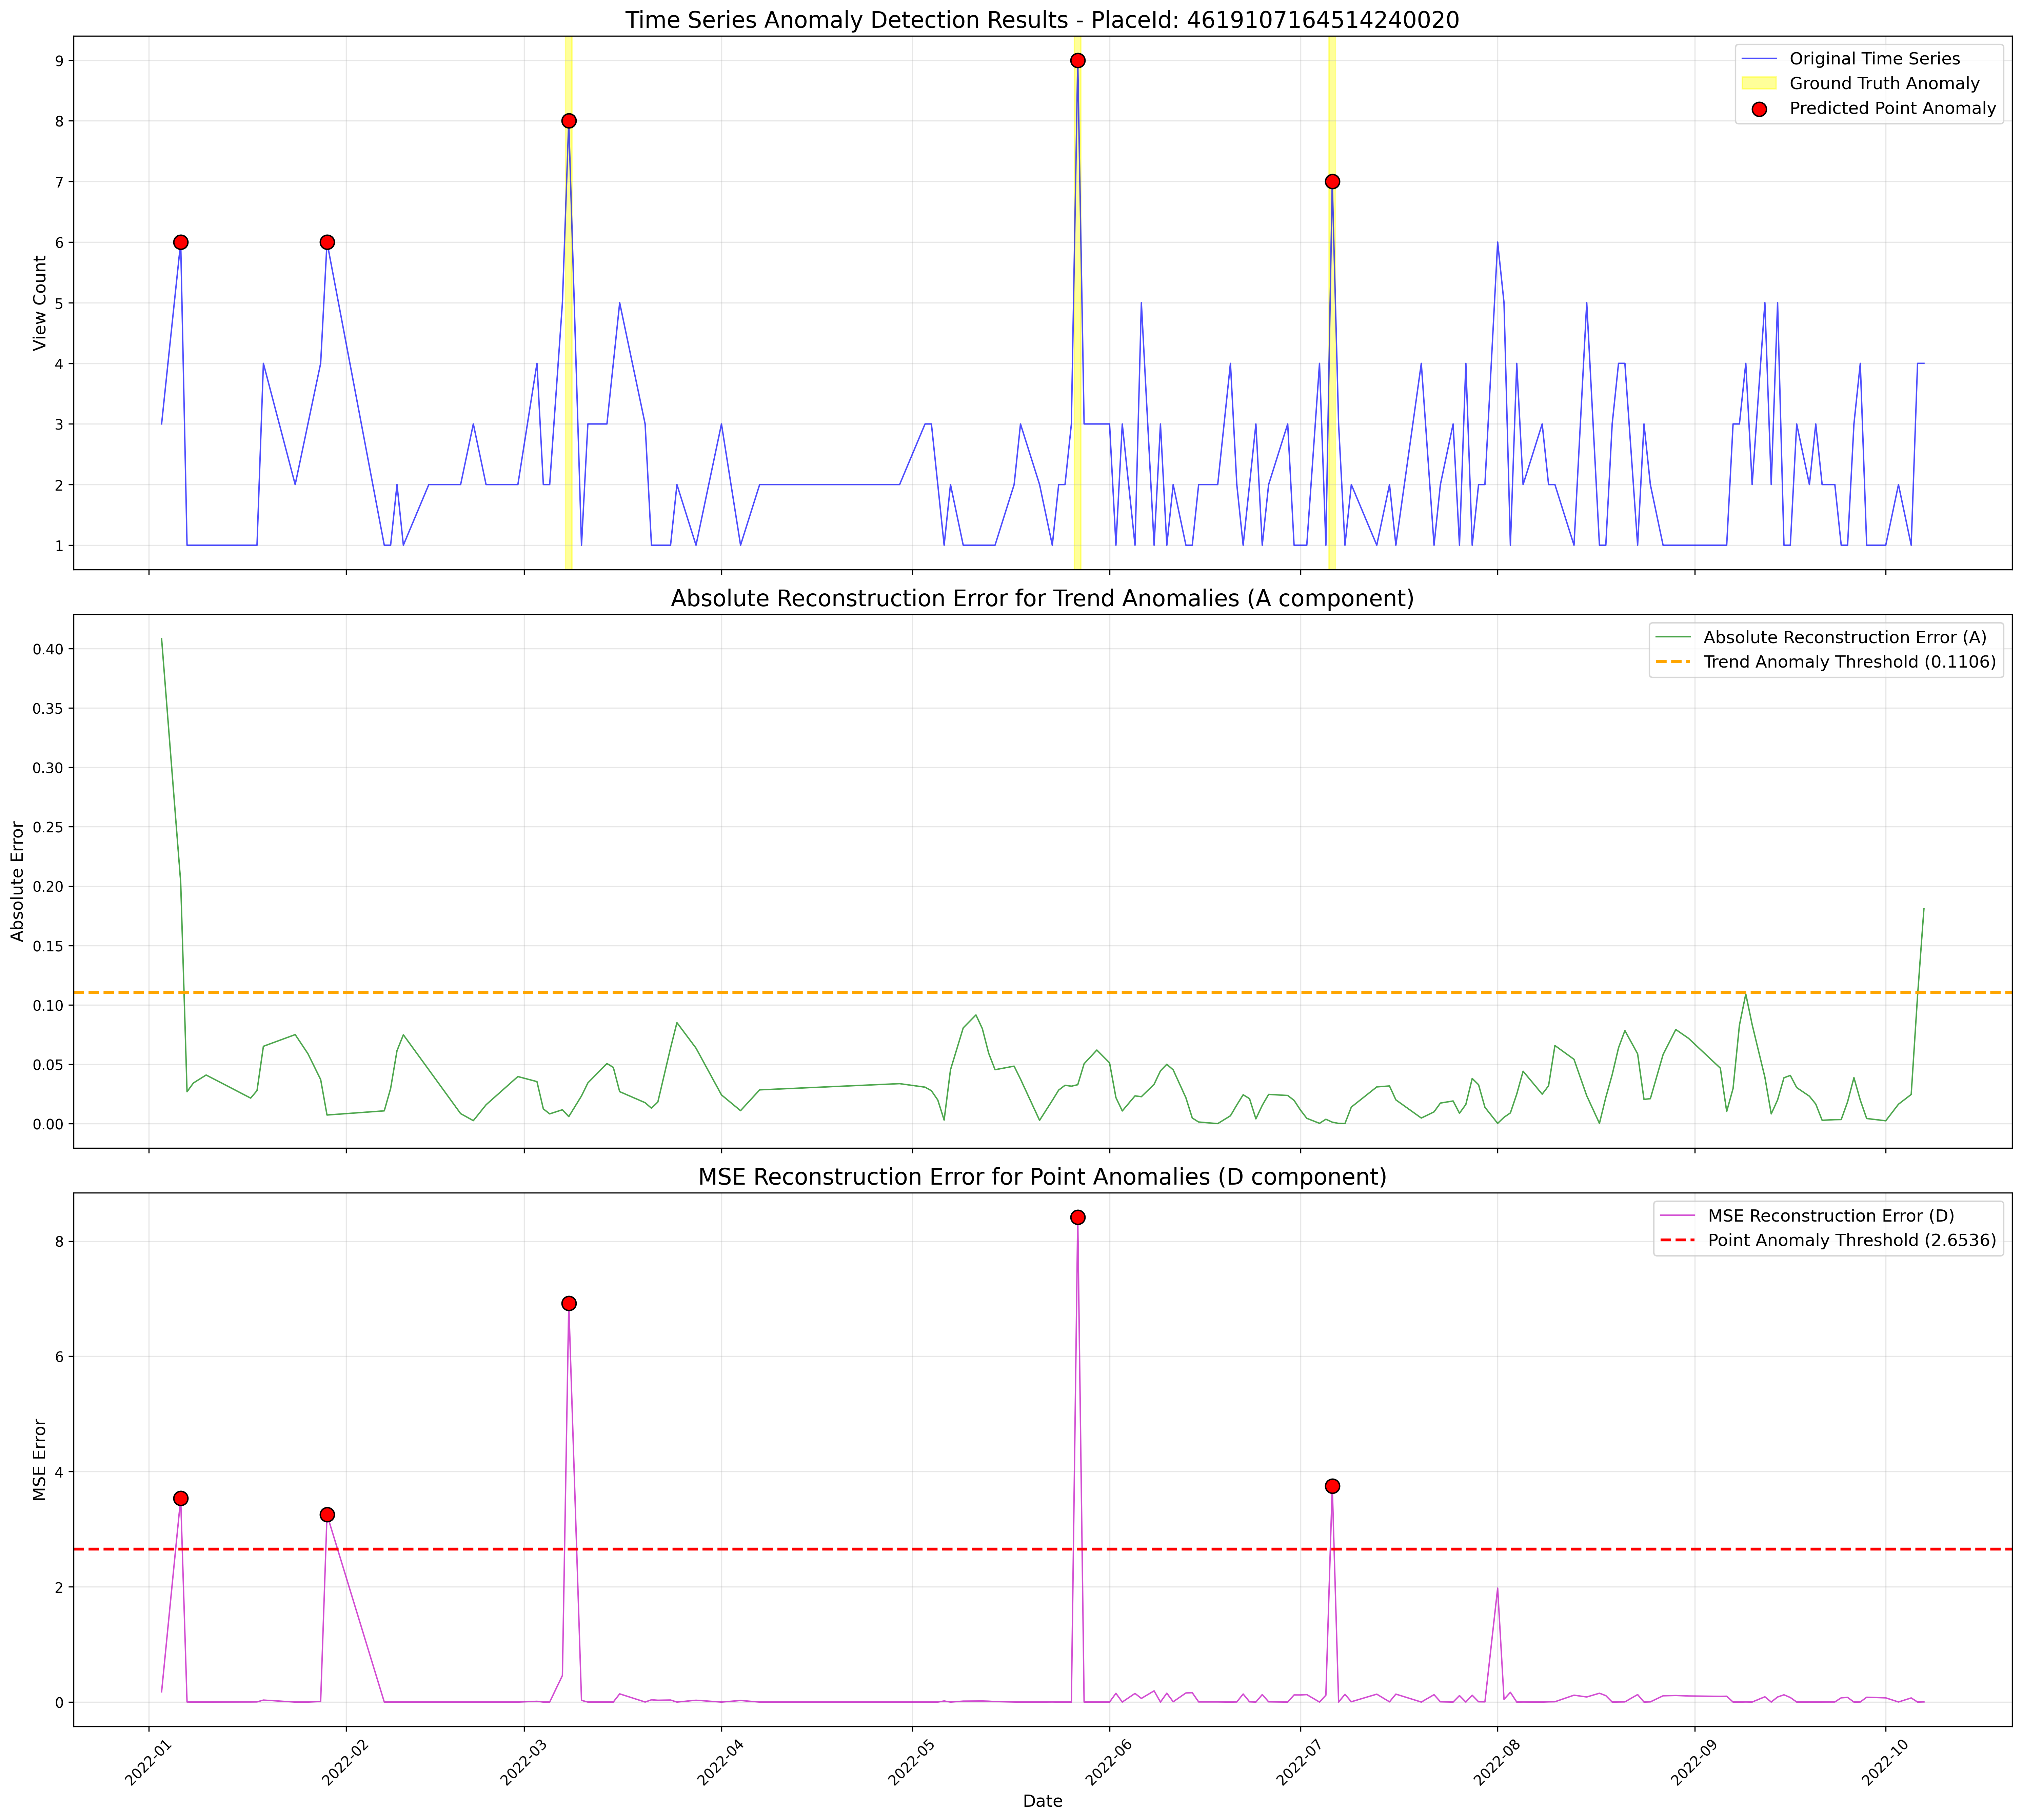 Time Series Anomaly Detection Results - PlaceId: 4619107164514240020
View Count
9
8
7
6
5
4
3
2
1
Original Time Series
Ground Truth Anomaly
Predicted Point Anomaly
Absolute Reconstruction Error for Trend Anomalies (A component)
Absolute Error
0.40
0.35
0.30
0.25
0.20
0.15
0.10
0.05
0.00
Absolute Reconstruction Error (A)
Trend Anomaly Threshold (0.1106)
MSE Reconstruction Error for Point Anomalies (D component)
MSE Error
8
6
4
2
0
MSE Reconstruction Error (D)
Point Anomaly Threshold (2.6536)
2022-01
2022-02
2022-03
2022-04
2022-05
2022-06
2022-07
2022-08
2022-09
2022-10
Date